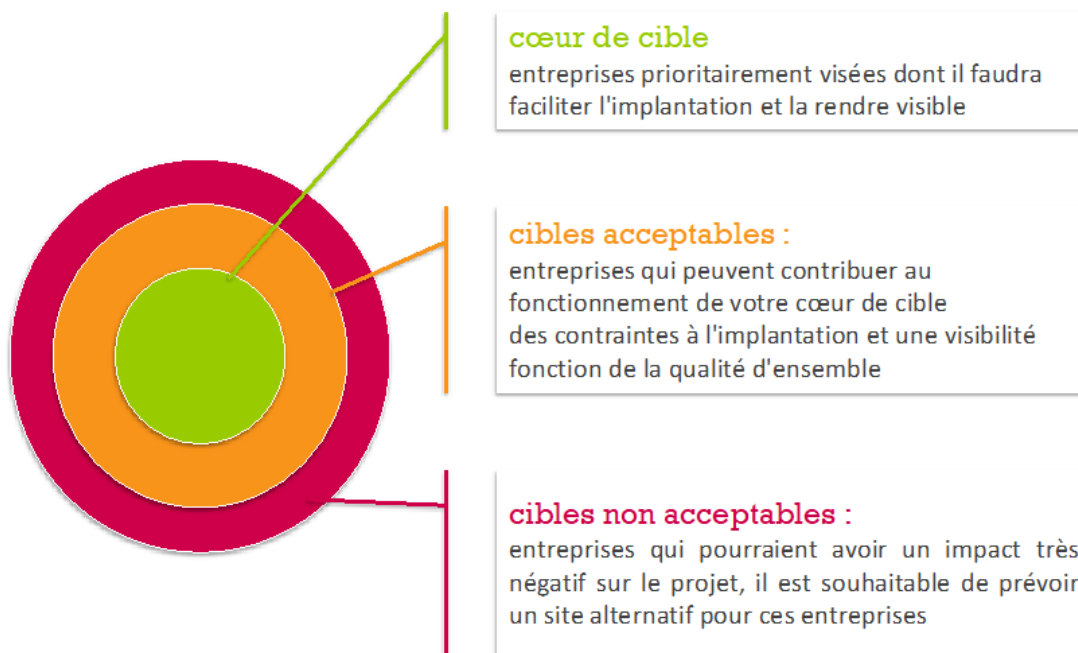 cœur de cible
entreprises prioritairement visées dont il faudra
faciliter l'implantation et la rendre visible
cibles acceptables :
entreprises qui peuvent contribuer au
fonctionnement de votre cœur de cible
des contraintes à l'implantation et une visibilité
fonction de la qualité d'ensemble
cibles non acceptables :
entreprises qui pourraient avoir un impact très
négatif sur le projet, il est souhaitable de prévoir
un site alternatif pour ces entreprises